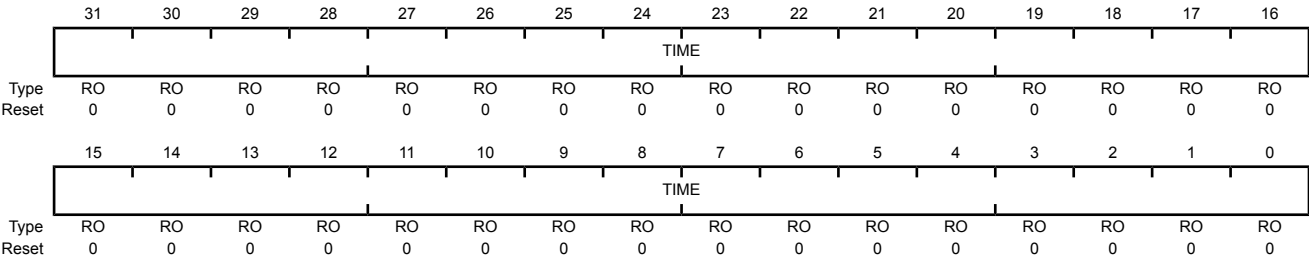 31 30 29 28 27 26 25 24 23 22 21 20 19 18 17 16
TIME
Type RO RO RO RO RO RO RO RO RO RO RO RO RO RO RO RO
Reset 0 0 0 0 0 0 0 0 0 0 0 0 0 0 0 0
15 14 13 12 11 10 9 8 7 6 5 4 3 2 1 0
TIME
Type RO RO RO RO RO RO RO RO RO RO RO RO RO RO RO RO
Reset 0 0 0 0 0 0 0 0 0 0 0 0 0 0 0 0